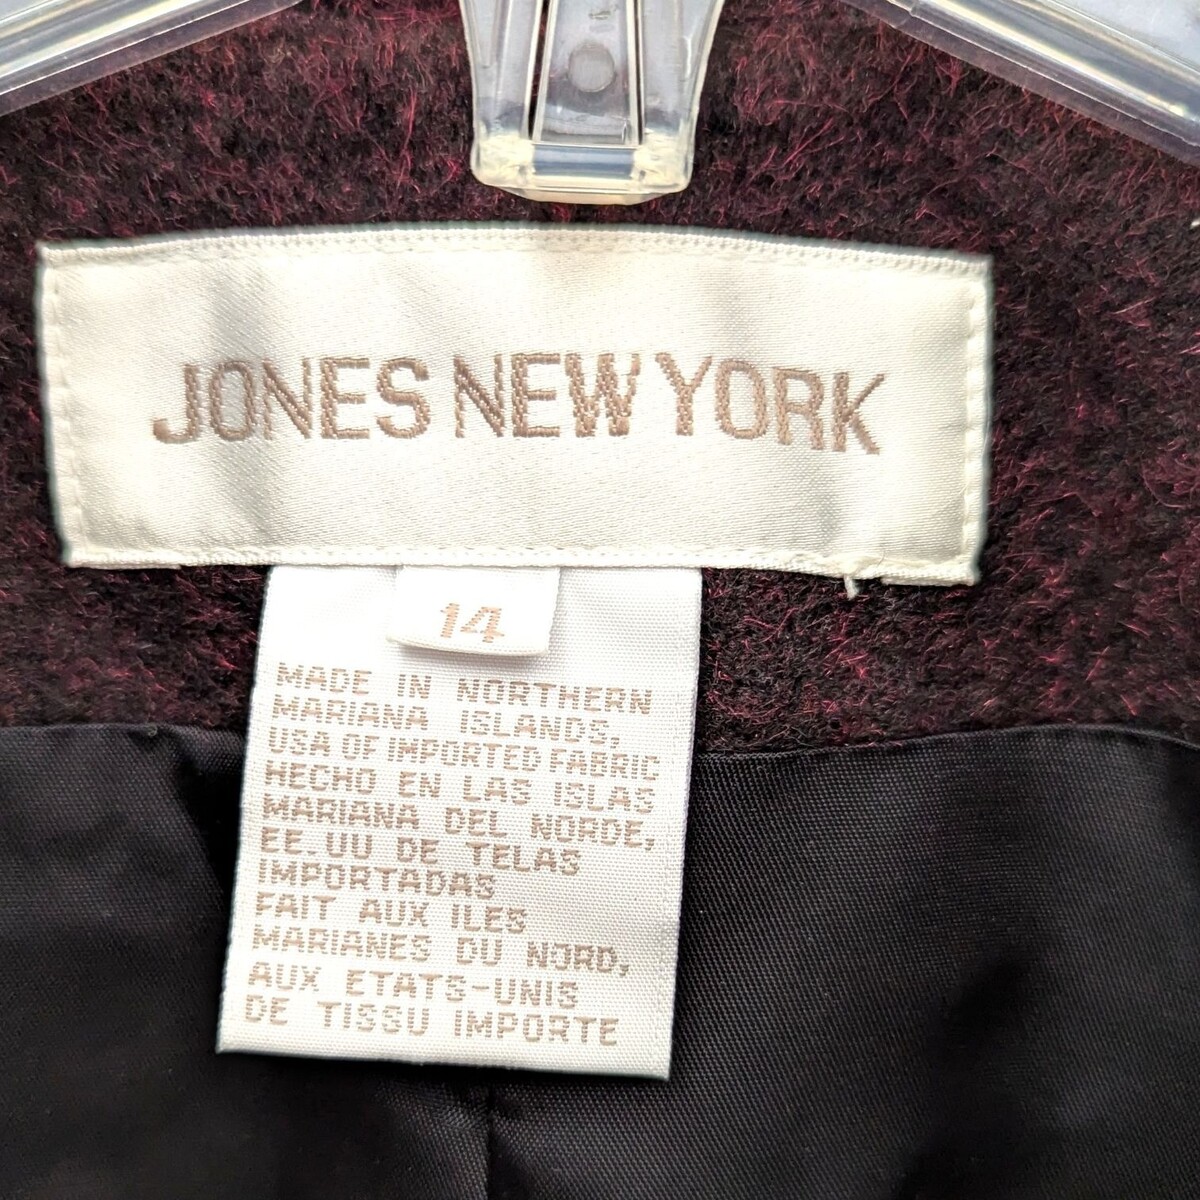 JONES NEW YORK
14
MADE IN NORTHERN
MARIANA ISLANDS,
USA OF IMPORTED FABRIC
HECHO EN LAS ISLAS
MARIANA DEL NORDE,
EE.UU DE TELAS
IMPORTADAS
FAIT AUX ILES
MARIANES DU NORD,
AUX ETATS-UNIS
DE TISSU IMPORTE